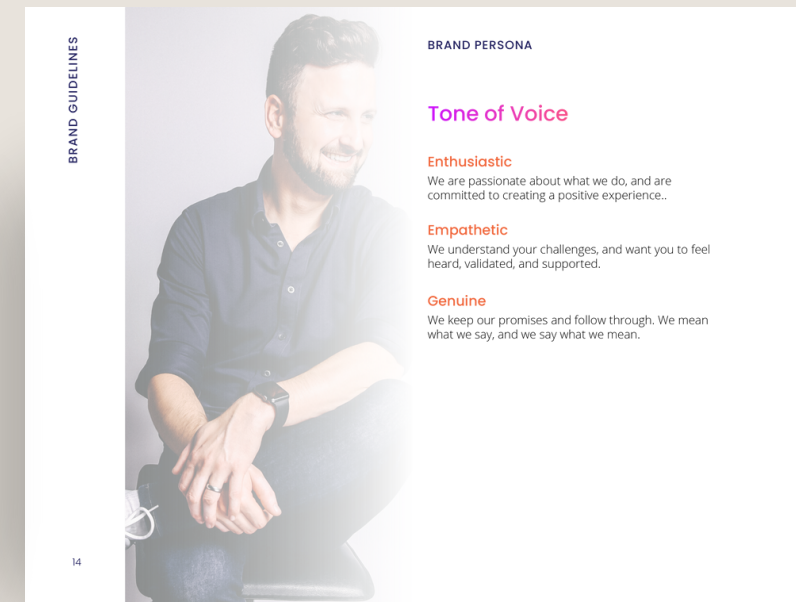 BRAND GUIDELINES
BRAND PERSONA
Tone of Voice
Enthusiastic
We are passionate about what we do, and are
committed to creating a positive experience..
Empathetic
We understand your challenges, and want you to feel
heard, validated, and supported.
Genuine
We keep our promises and follow through. We mean
what we say, and we say what we mean.
14